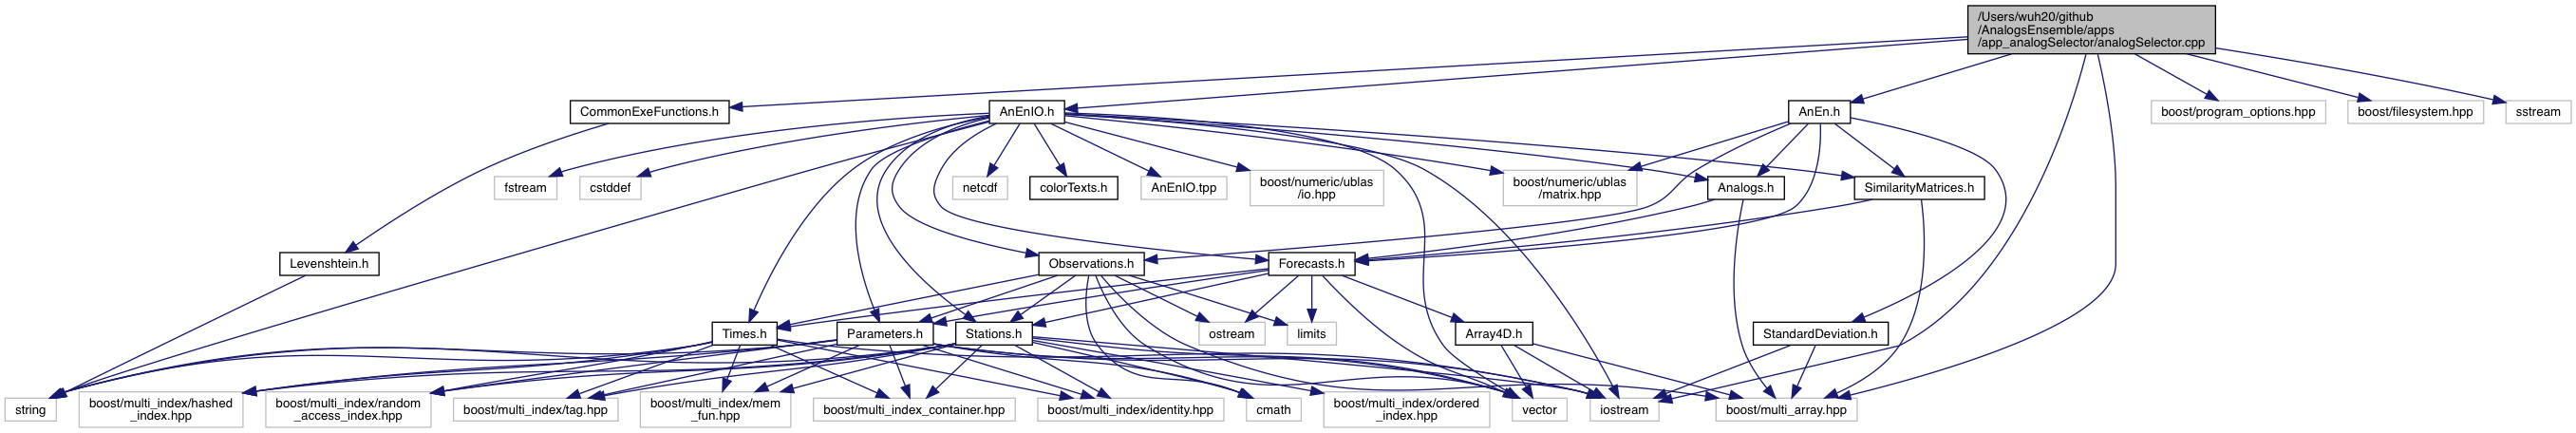 /Users/wuh20/github
/AnalogsEnsemble/apps
/app_analogSelector/analogSelector.cpp
CommonExeFunctions.h
AnEnIO.h
AnEn.h
boost/program_options.hpp
boost/filesystem.hpp
sstream
fstream
cstddef
netcdf
colorTexts.h
AnEnIO.tpp
boost/numeric/ublas
/io.hpp
boost/numeric/ublas
/matrix.hpp
Analogs.h
SimilarityMatrices.h
Levenshtein.h
Observations.h
Forecasts.h
Times.h
Parameters.h
Stations.h
ostream
limits
Array4D.h
StandardDeviation.h
string
boost/multi_index/hashed
_index.hpp
boost/multi_index/random
_access_index.hpp
boost/multi_index/tag.hpp
boost/multi_index/mem
_fun.hpp
boost/multi_index_container.hpp
boost/multi_index/identity.hpp
cmath
boost/multi_index/ordered
_index.hpp
vector
iostream
boost/multi_array.hpp